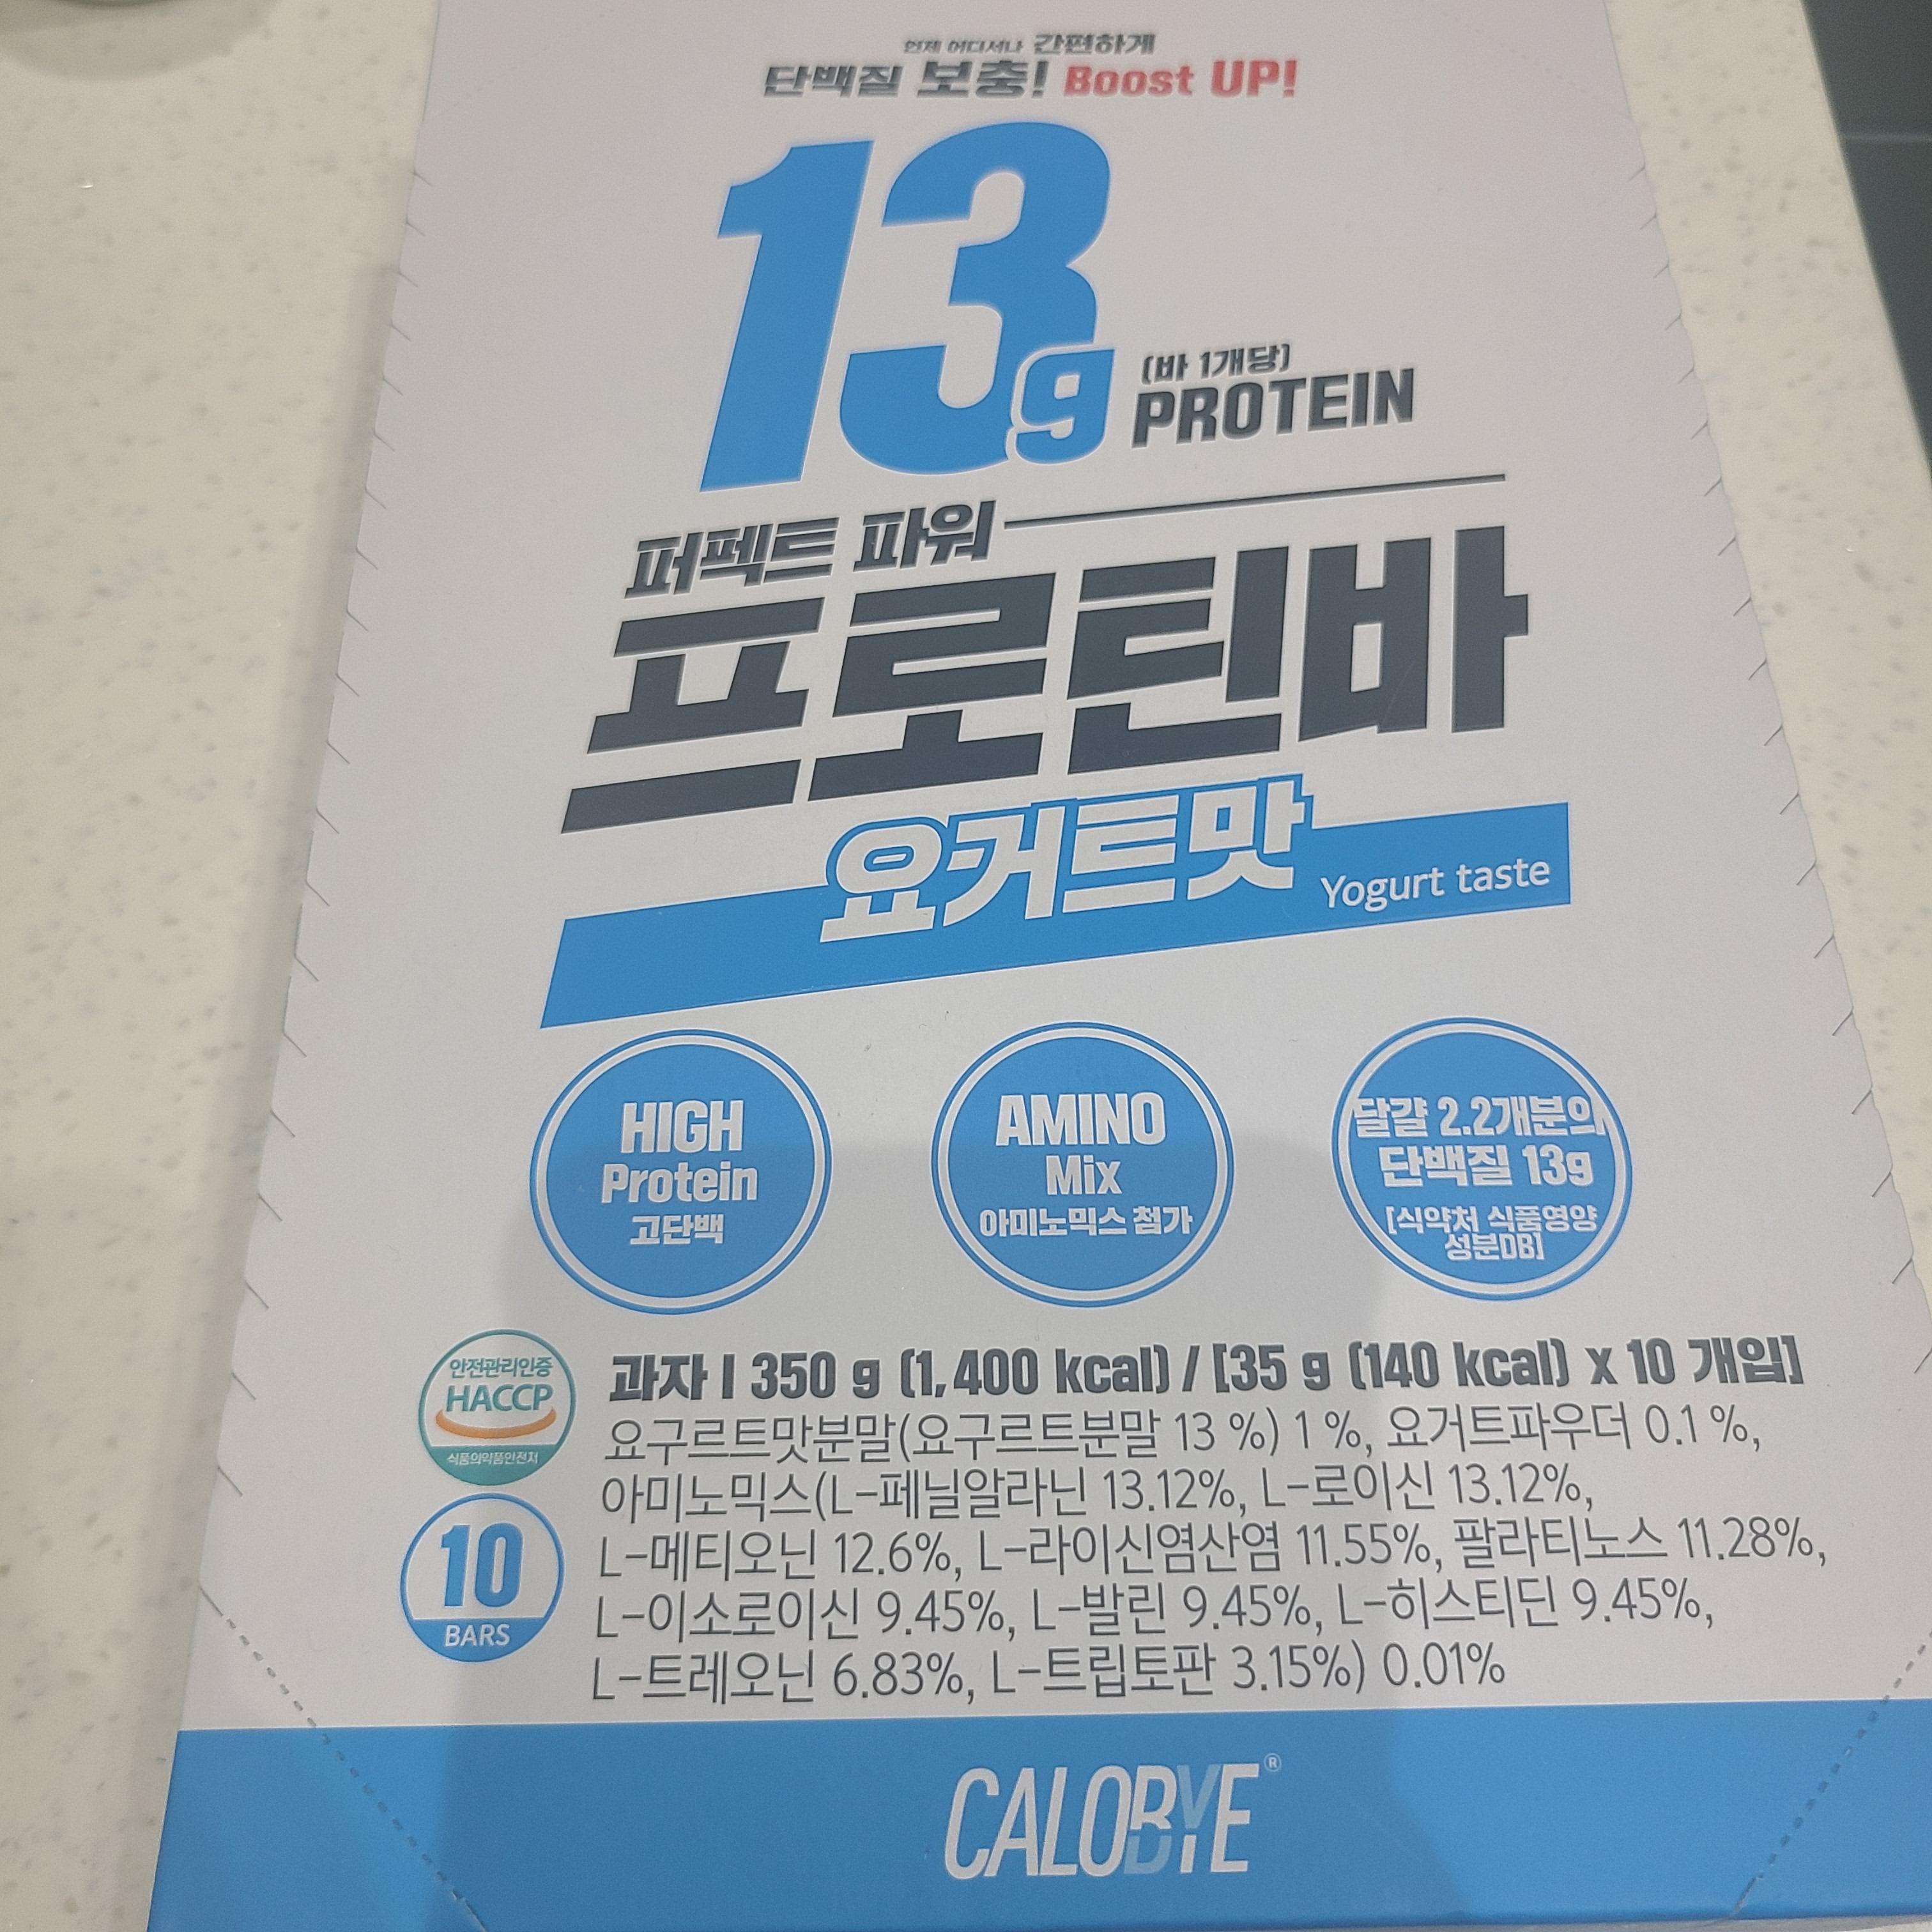 언제 어디서나 간편하게
단백질 보충! Boost UP!
13g
(바 1개당)
PROTEIN
퍼펙트 파워
프로틴바
요거트맛 Yogurt taste
HIGH
Protein
고단백
AMINO
Mix
아미노믹스 첨가
달걀 2.2개분의
단백질 13g
[식약처 식품영양
성분DB]
안전관리인증
HACCP
식품의약품안전처
10
BARS
과자 I 350 g (1,400 kcal) / [35 g (140 kcal) x 10 개입]
요구르트맛분말(요구르트분말 13 %) 1 %, 요거트파우더 0.1 %,
아미노믹스(L-페닐알라닌 13.12%, L-로이신 13.12%,
L-메티오닌 12.6%, L-라이신염산염 11.55%, 팔라티노스 11.28%,
L-이소로이신 9.45%, L-발린 9.45%, L-히스티딘 9.45%,
L-트레오닌 6.83%, L-트립토판 3.15%) 0.01%
CALOBYE®